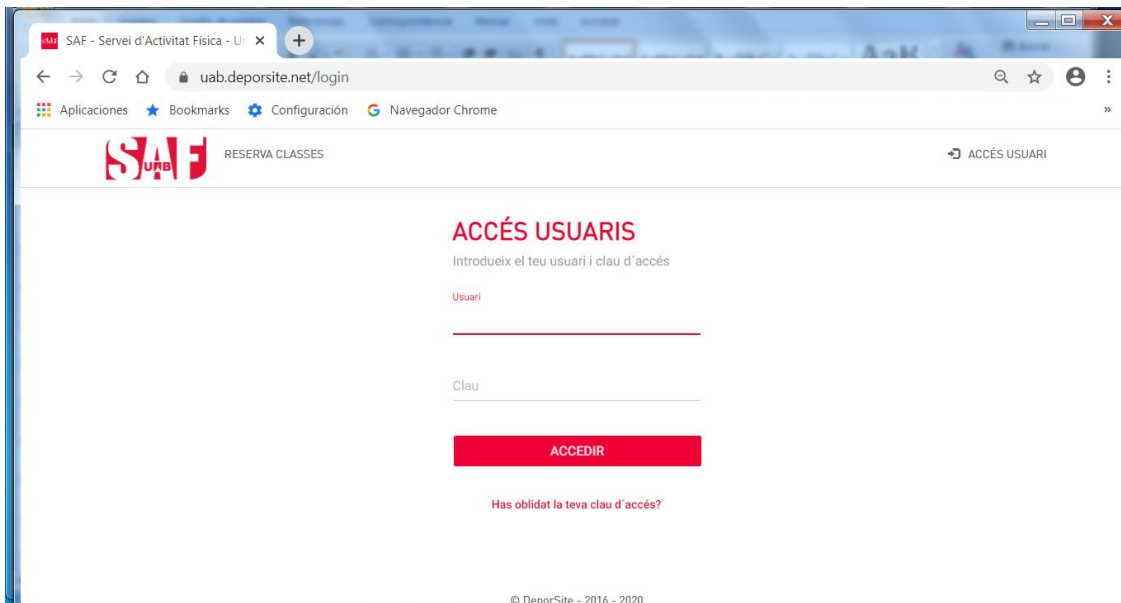 SAF - Servei d'Activitat Física - Ur
uab.deporsite.net/login
Aplicaciones Bookmarks Configuración Navegador Chrome »
SAF UAB RESERVA CLASSES ACCÉS USUARI
ACCÉS USUARIS
Introdueix el teu usuari i clau d´accés
Usuari
Clau
ACCEDIR
Has oblidat la teva clau d´accés?
© DeporSite - 2016 - 2020